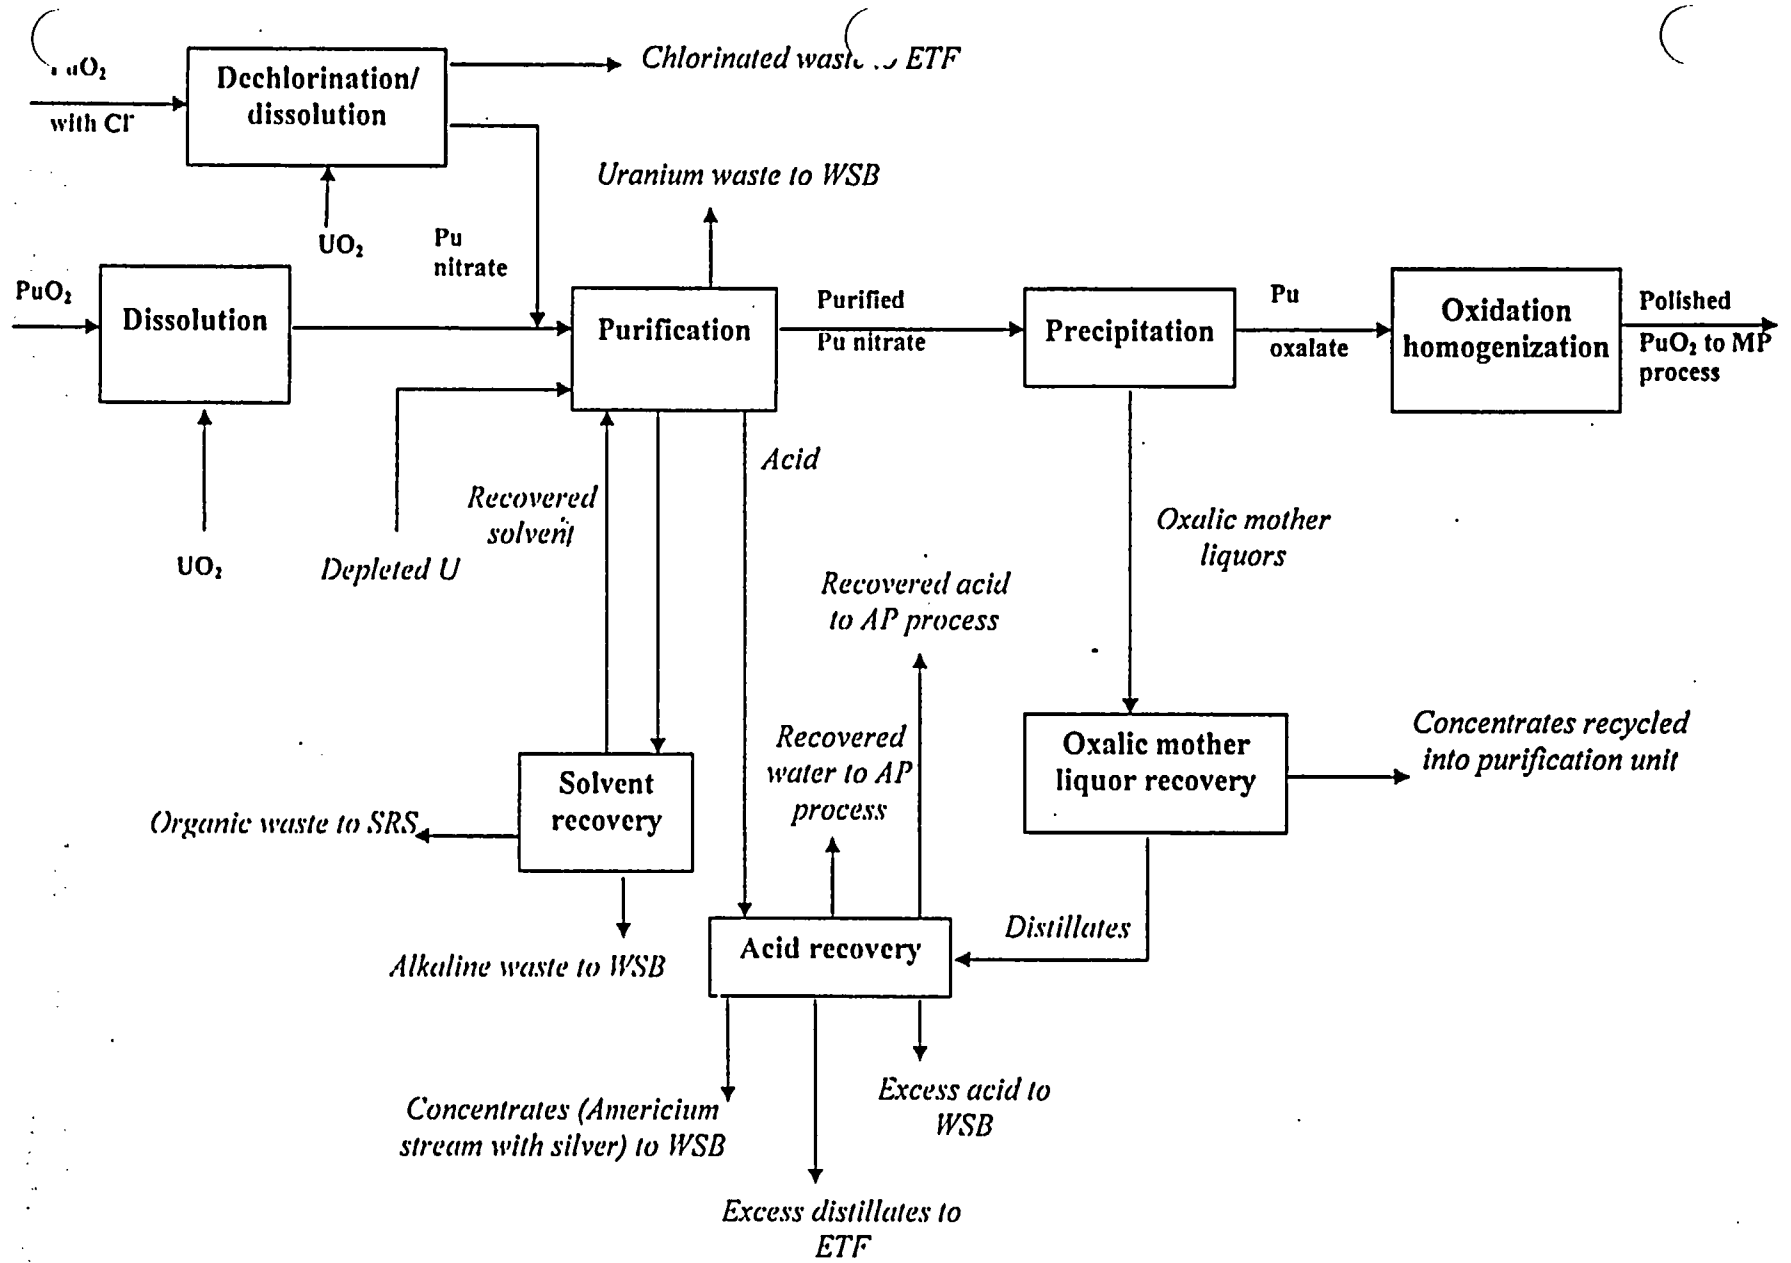 Chlorinated ETF
with Cl-
Dechlorination/
dissolution
UO2
Uranium waste to WSB
Pu
nitrate
PuO2
Dissolution
UO2
Depleted U
Purification
Purified
Pu nitrate
Precipitation
Pu
oxalate
Oxidation
homogenization
Polished
PuO2 to MP
process
Acid
Recovered
solvent
Oxalic mother
liquors
Recovered acid
to AP process
Recovered
water to AP
process
Solvent
recovery
Organic waste to SRS
Alkaline waste to WSB
Oxalic mother
liquor recovery
Concentrates recycled
into purification unit
Distillates
Acid recovery
Concentrates (Americium
stream with silver) to WSB
Excess acid to
WSB
Excess distillates to
ETF